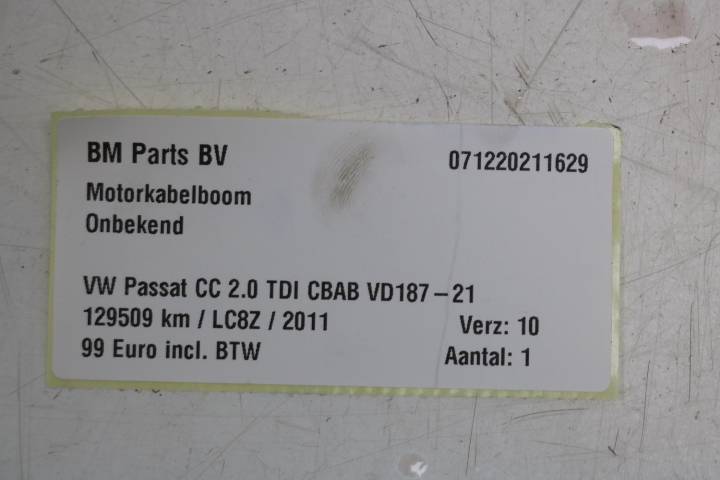 BM Parts BV 071220211629
Motorkabelboom
Onbekend
VW Passat CC 2.0 TDI CBAB VD187-21
129509 km / LC8Z / 2011 Verz: 10
99 Euro incl. BTW Aantal: 1